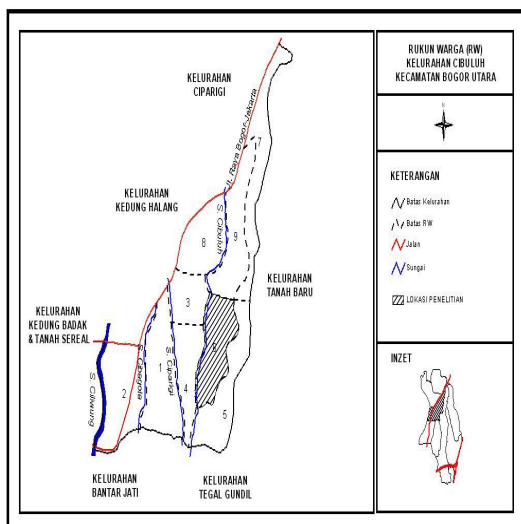 RUKUN WARGA (RW)
KELURAHAN CIBULUH
KECAMATAN BOGOR UTARA
N
KETERANGAN
Batas Kelurahan
Batas RW
Jalan
Sungai
LOKASI PENELITIAN
INZET
KELURAHAN
CIPARIGI
Jl. Raya Bogor-Jakarta
7
KELURAHAN
KEDUNG HALANG
S. Cibuluh
8
9
KELURAHAN
TANAH BARU
3
KELURAHAN
KEDUNG BADAK
& TANAH SEREAL
6
S. Ciliwung
2
S. Cipagola
1
S. Ciparigi
4
5
KELURAHAN
BANTAR JATI
KELURAHAN
TEGAL GUNDIL